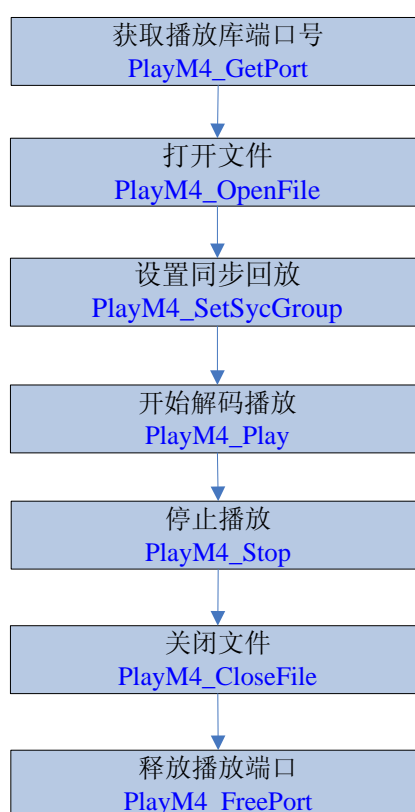 获取播放库端口号
PlayM4_GetPort
打开文件
PlayM4_OpenFile
设置同步回放
PlayM4_SetSycGroup
开始解码播放
PlayM4_Play
停止播放
PlayM4_Stop
关闭文件
PlayM4_CloseFile
释放播放端口
PlayM4_FreePort